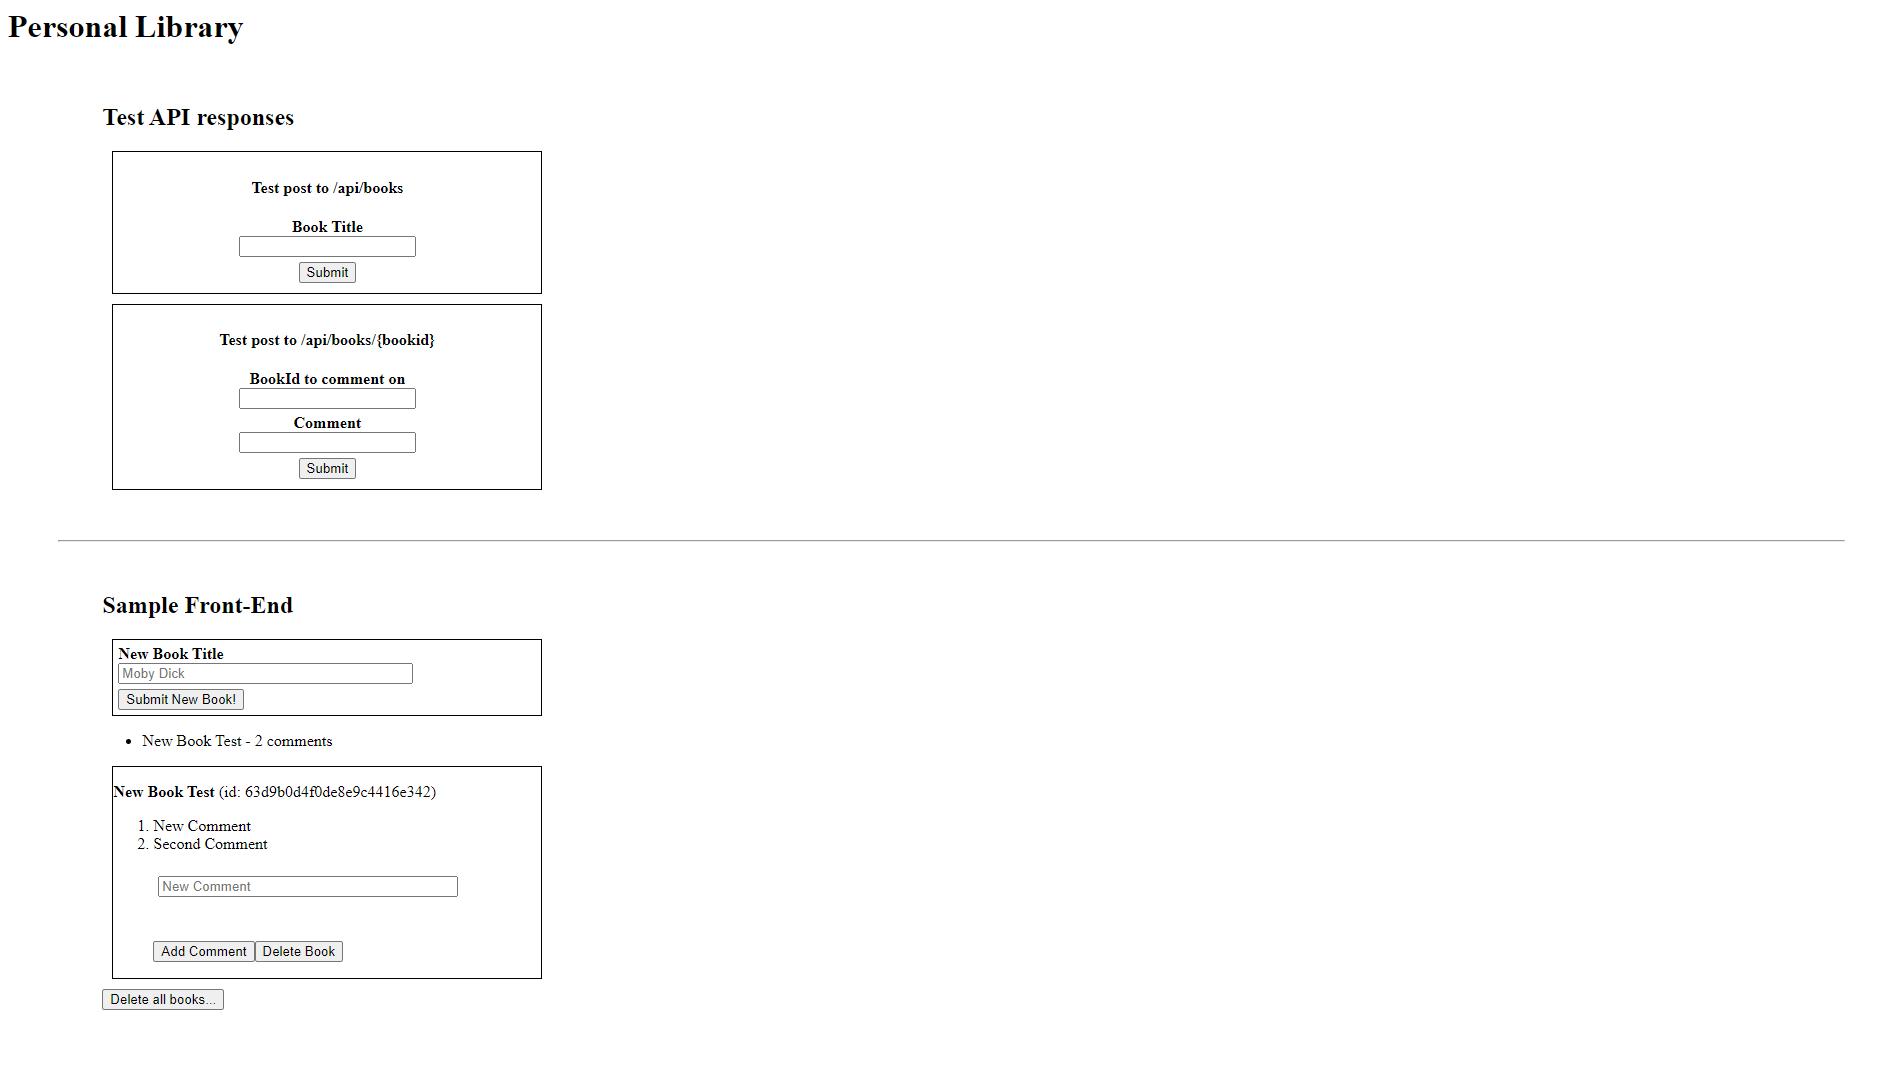 Personal Library
Test API responses
Test post to /api/books
Book Title
Submit
Test post to /api/books/{bookid}
BookId to comment on
Comment
Submit
Sample Front-End
New Book Title
Moby Dick
Submit New Book!
• New Book Test - 2 comments
New Book Test (id: 63d9b0d4f0de8e9c4416e342)
1. New Comment
2. Second Comment
New Comment
Add Comment Delete Book
Delete all books...